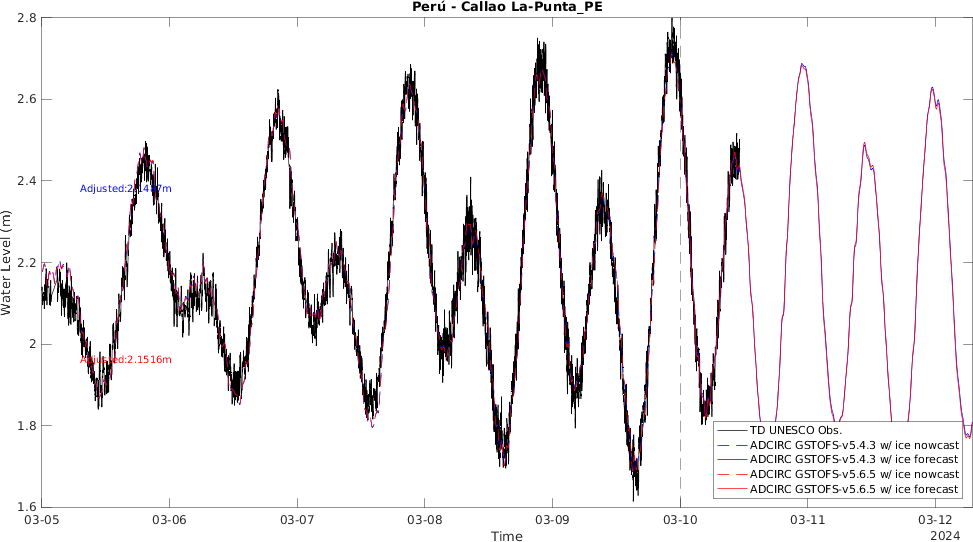 Perú - Callao La-Punta_PE
2.8
2.6
2.4
2.2
2
1.8
1.6
Water Level (m)
Adjusted:2.1516m
TD UNESCO Obs.
ADCIRC GSTOFS-v5.4.3 w/ ice nowcast
ADCIRC GSTOFS-v5.4.3 w/ ice forecast
ADCIRC GSTOFS-v5.6.5 w/ ice nowcast
ADCIRC GSTOFS-v5.6.5 w/ ice forecast
03-05 03-06 03-07 03-08 03-09 03-10 03-11 03-12
Time
2024